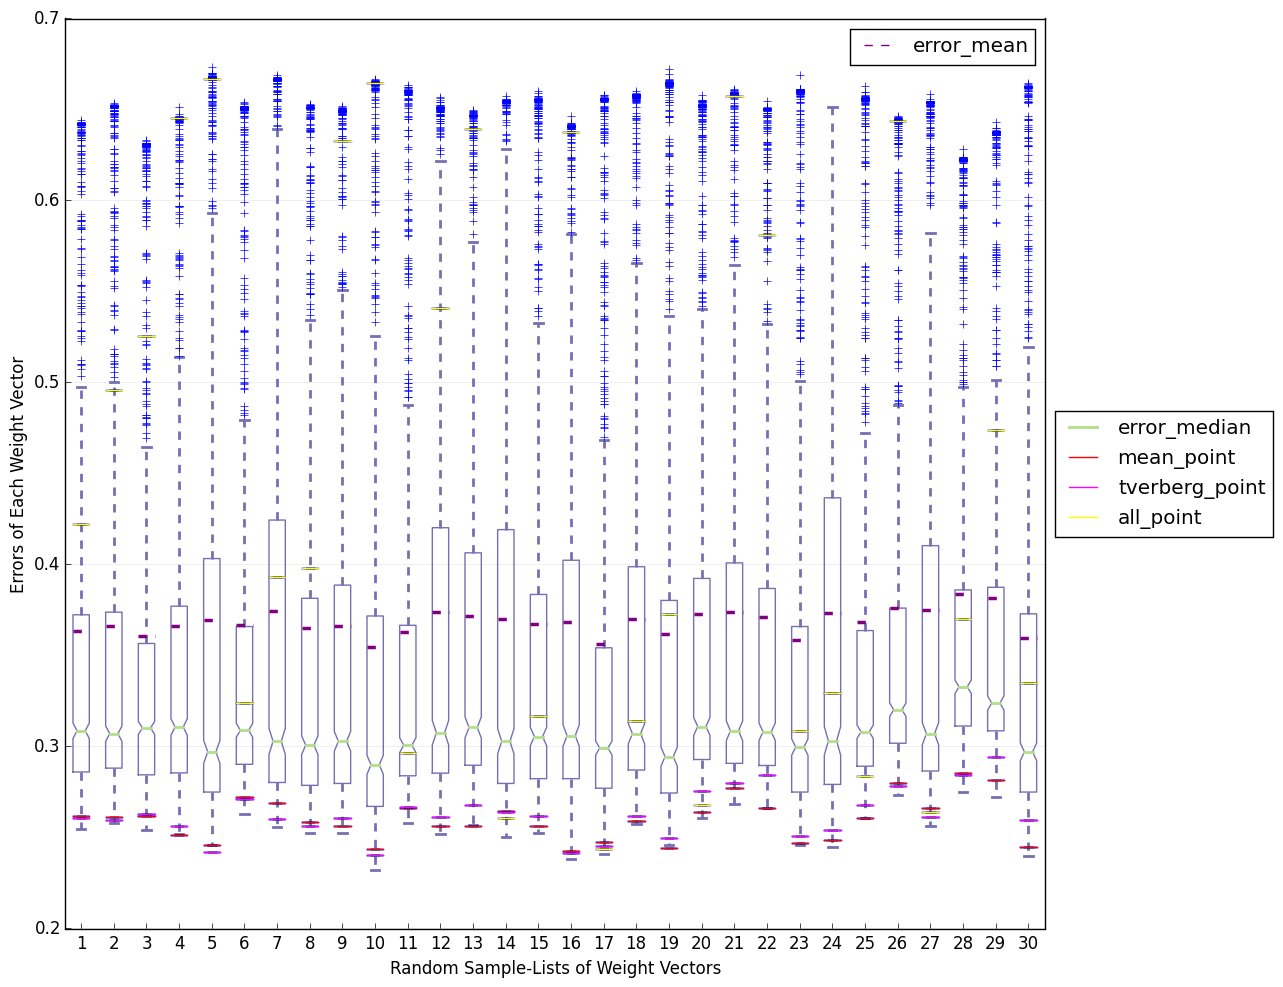 0.7
error_mean
0.6
0.5
error_median
mean_point
tverberg_point
all_point
Errors of Each Weight Vector
0.4
0.3
0.2
1 2 3 4 5 6 7 8 9 10 11 12 13 14 15 16 17 18 19 20 21 22 23 24 25 26 27 28 29 30
Random Sample-Lists of Weight Vectors